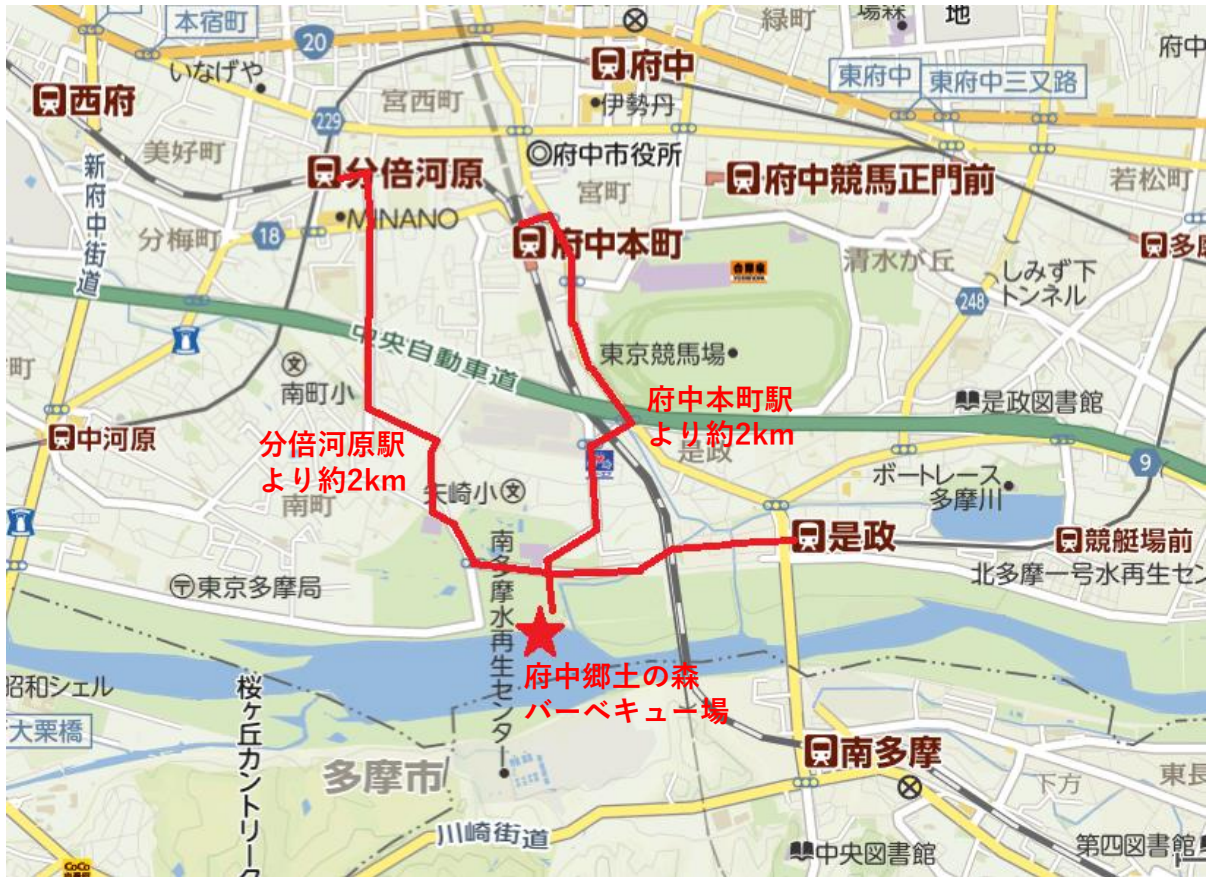 本宿町
20
いなげや
場森
地
緑町
府中
府中
東府中
東府中三又路
宮西町
伊勢丹
西府
229
美好町
分倍河原
府中市役所
宮町
府中競馬正門前
若松町
新府中街道
分梅町
18
MINANO
府中本町
吉野家
清水が丘
多摩
しみず下
トンネル
248
中央自動車道
東京競馬場
町
南町小
府中本町駅
より約2km
是政図書館
中河原
分倍河原駅
より約2km
是政
9
南町
矢崎小
ボートレース
多摩川
是政
競艇場前
北多摩一号水再生セン
東京多摩局
南多摩水再生センター
府中郷土の森
バーベキュー場
昭和シェル
大栗橋
桜ヶ丘カントリーク
多摩市
南多摩
下方
東長
川崎街道
中央図書館
第四図書館
CoCo